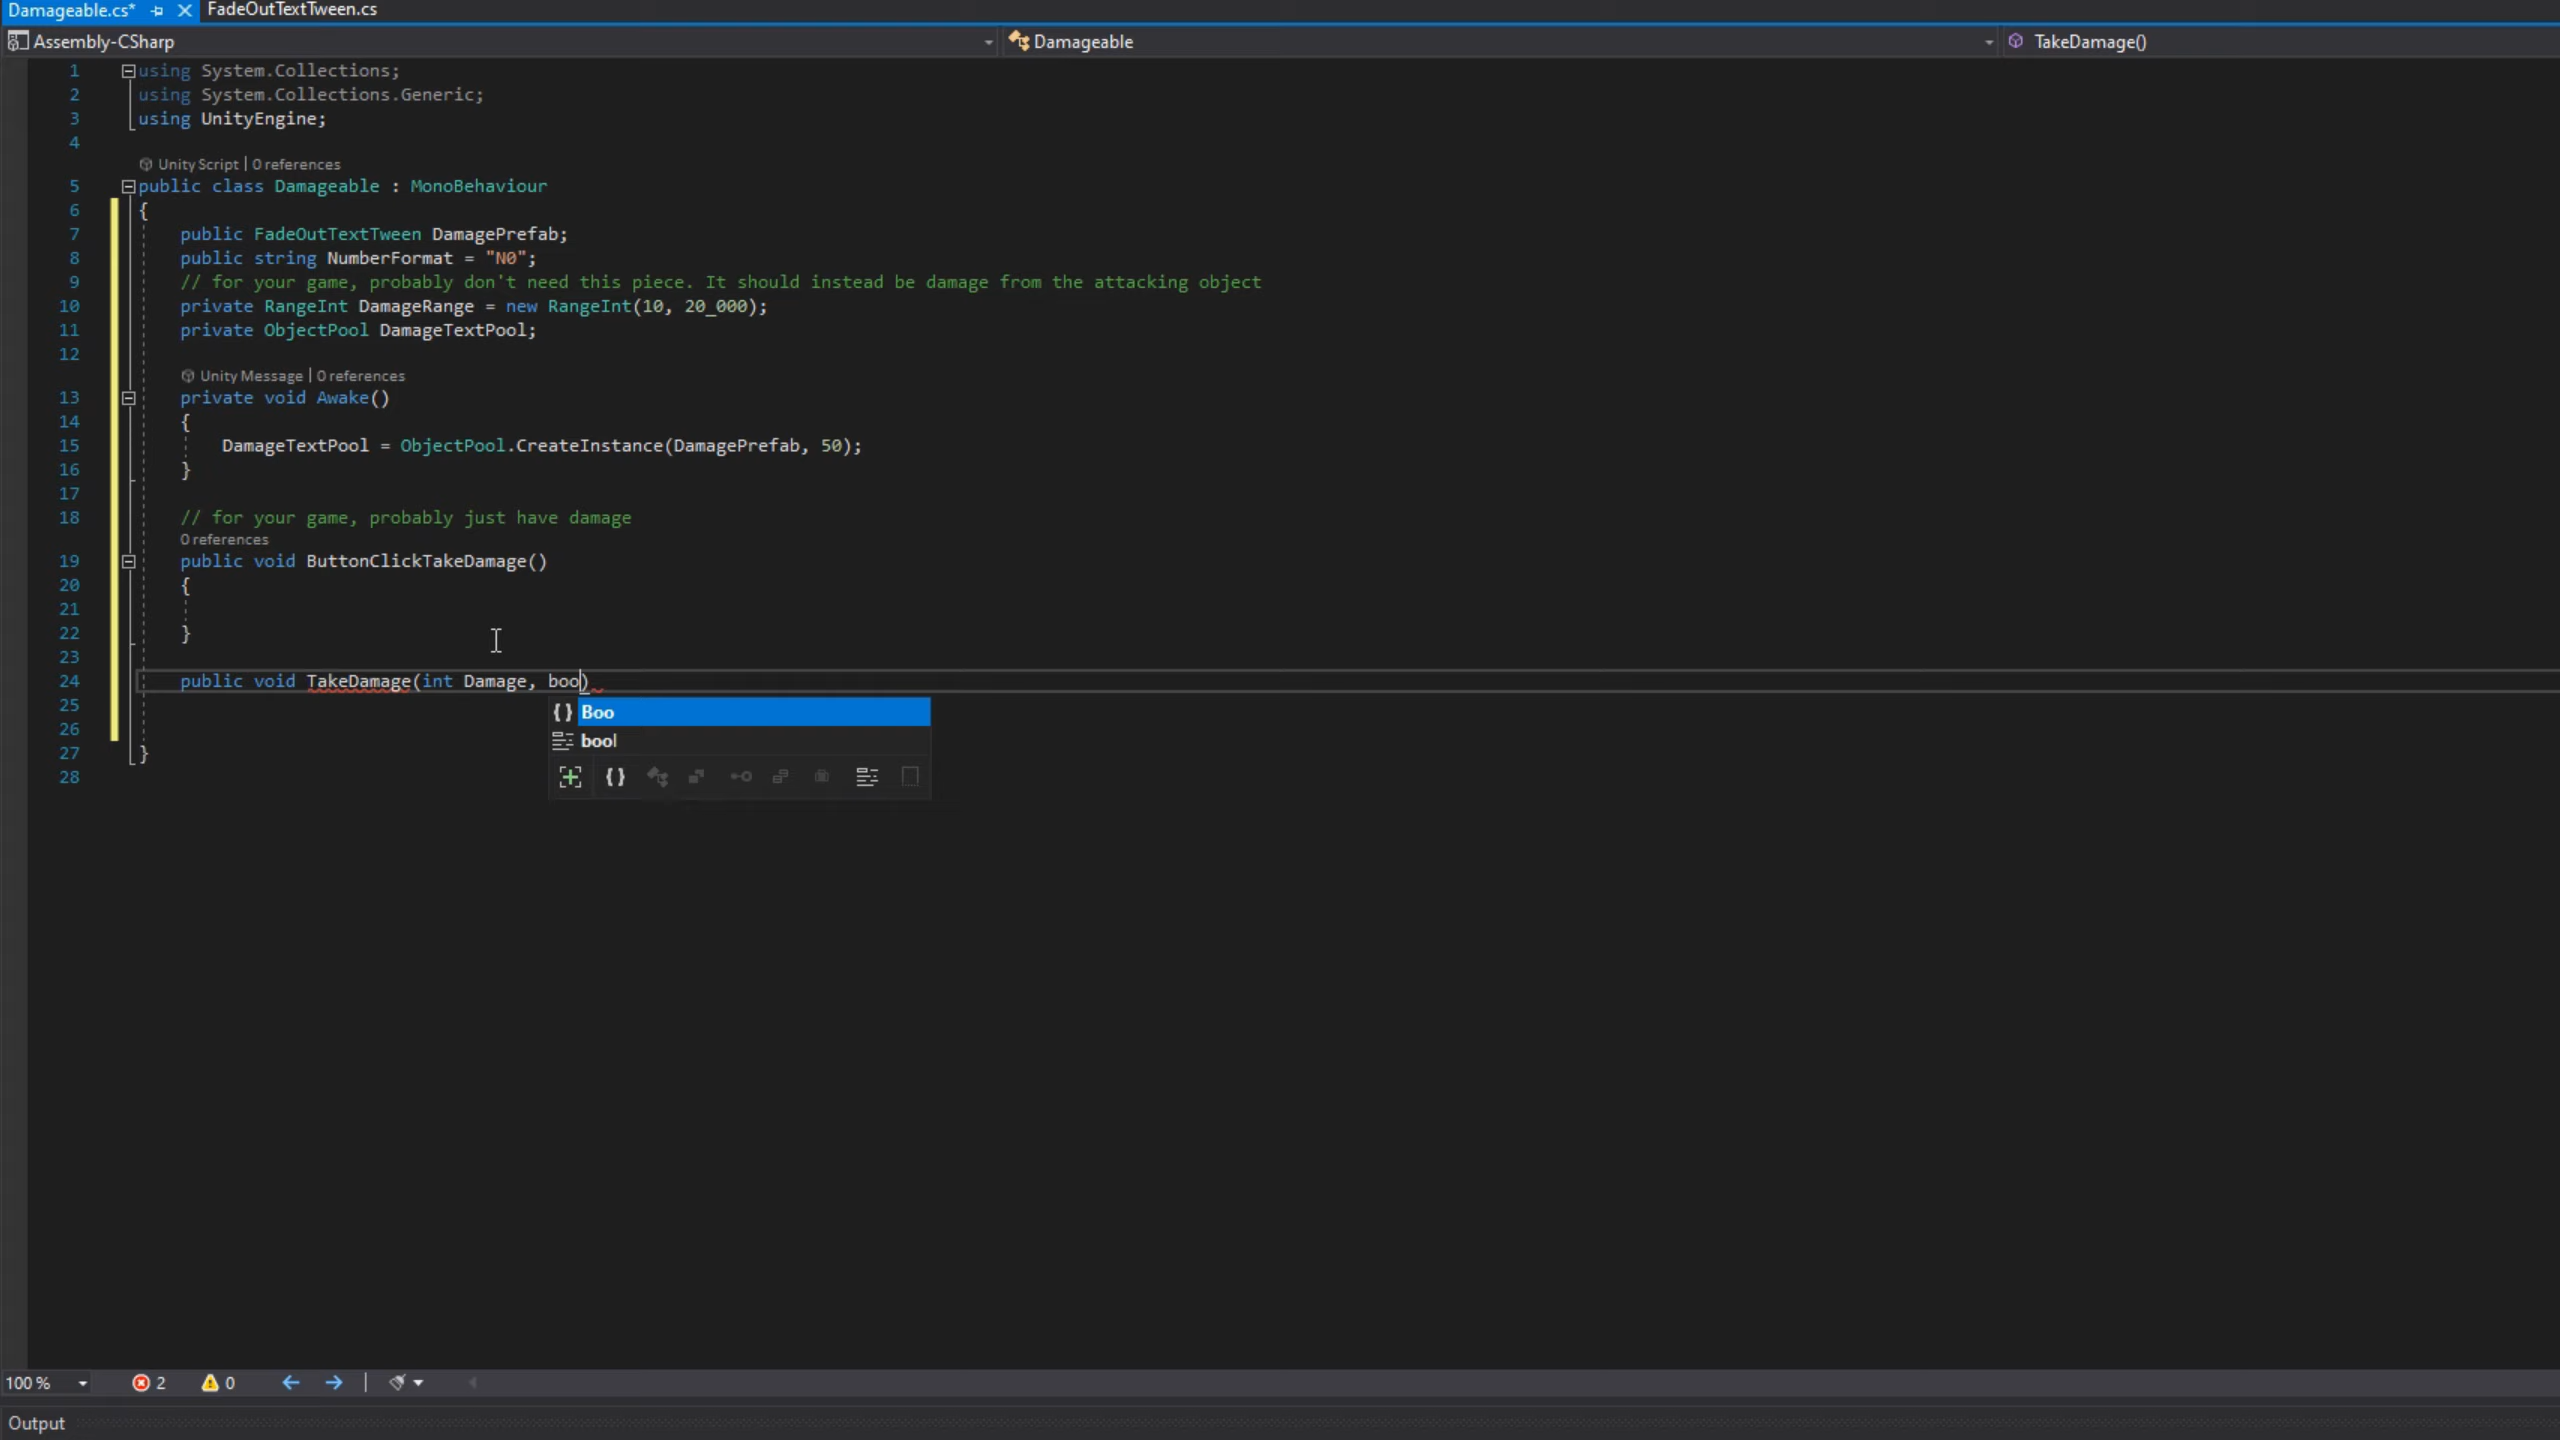 Damageable.cs*
FadeOutTextTween.cs
Assembly-CSharp
Damageable
TakeDamage()
1 using System.Collections;
2 using System.Collections.Generic;
3 using UnityEngine;
4
Unity Script | 0 references
5 public class Damageable : MonoBehaviour
6 {
7 public FadeOutTextTween DamagePrefab;
8 public string NumberFormat = "N0";
9 // for your game, probably don't need this piece. It should instead be damage from the attacking object
10 private RangeInt DamageRange = new RangeInt(10, 20_000);
11 private ObjectPool DamageTextPool;
12
Unity Message | 0 references
13 private void Awake()
14 {
15 DamageTextPool = ObjectPool.CreateInstance(DamagePrefab, 50);
16 }
17
18 // for your game, probably just have damage
0 references
19 public void ButtonClickTakeDamage()
20 {
21
22 }
23
24 public void TakeDamage(int Damage, boo)
25
26
27 }
28
{} Boo
bool
{}
100 %
2
0
Output